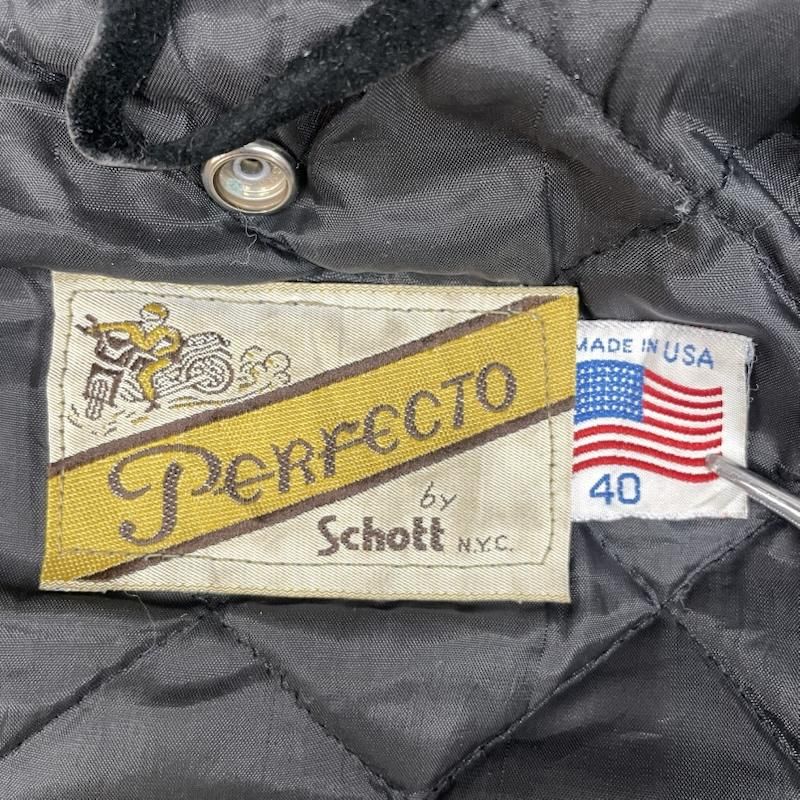 PERFECTO
by
Schott N.Y.C.
MADE IN USA
40